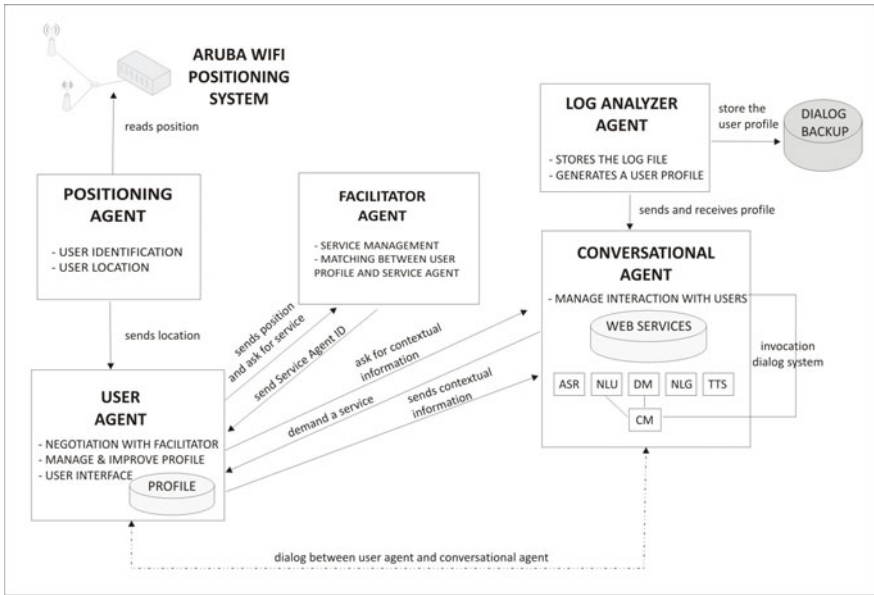 ARUBA WIFI
POSITIONING
SYSTEM
reads position
POSITIONING
AGENT
- USER IDENTIFICATION
- USER LOCATION
sends location
FACILITATOR
AGENT
- SERVICE MANAGEMENT
- MATCHING BETWEEN USER
PROFILE AND SERVICE AGENT
LOG ANALYZER
AGENT
- STORES THE LOG FILE
- GENERATES A USER PROFILE
store the
user profile
DIALOG
BACKUP
sends and receives profile
CONVERSATIONAL
AGENT
- MANAGE INTERACTION WITH USERS
WEB SERVICES
ASR
NLU
DM
NLG
TTS
CM
invocation
dialog system
sends position
and ask for service
send Service Agent ID
ask for contextual
information
demand a service
sends contextual
information
USER
AGENT
- NEGOTIATION WITH FACILITATOR
- MANAGE & IMPROVE PROFILE
- USER INTERFACE
PROFILE
dialog between user agent and conversational agent